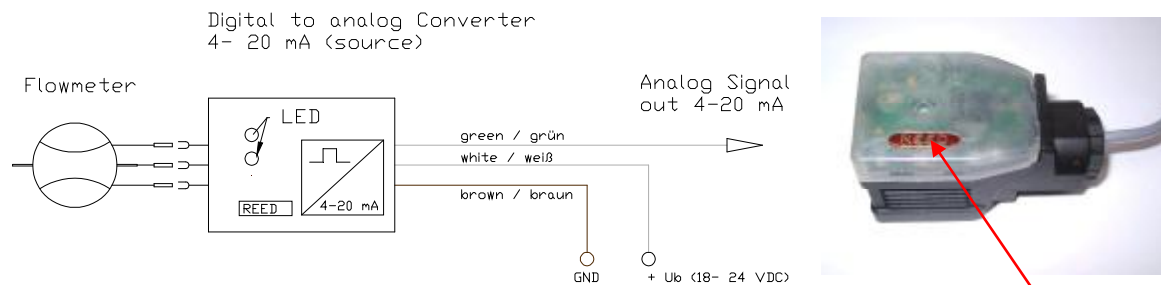 Digital to analog Converter
4- 20 mA (source)
Flowmeter
Analog Signal
out 4-20 mA
LED
green / grün
white / weiß
brown / braun
REED
4-20 mA
GND
+ Ub (18- 24 VDC)
REED